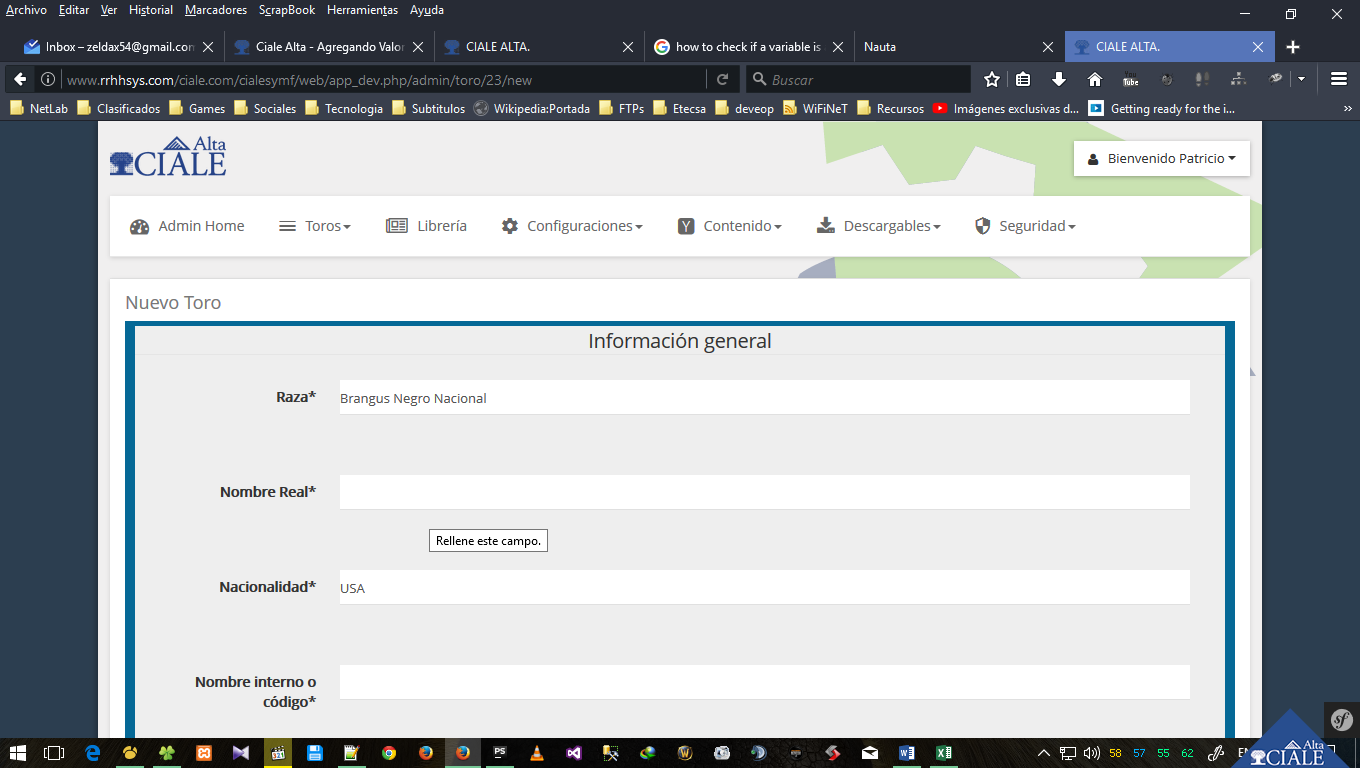 Archivo Editar Ver Historial Marcadores ScrapBook Herramientas Ayuda
Inbox – zeldax54@gmail.con
Ciale Alta - Agregando Valor
CIALE ALTA.
how to check if a variable is
Nauta
CIALE ALTA.
www.rrhhsys.com/ciale.com/cialesymf/web/app_dev.php/admin/toro/23/new
Buscar
You Tube
NetLab Clasificados Games Sociales Tecnologia Subtitulos Wikipedia:Portada FTPs Etecsa deveop WiFiNeT Recursos Imágenes exclusivas d... Getting ready for the i... »
Alta
CIALE
Bienvenido Patricio
Admin Home Toros Librería Configuraciones Contenido Descargables Seguridad
Nuevo Toro
Información general
Raza*
Brangus Negro Nacional
Nombre Real*
Rellene este campo.
Nacionalidad*
USA
Nombre interno o
código*
sf
PS
58 57 55 62
Alta
CIALE